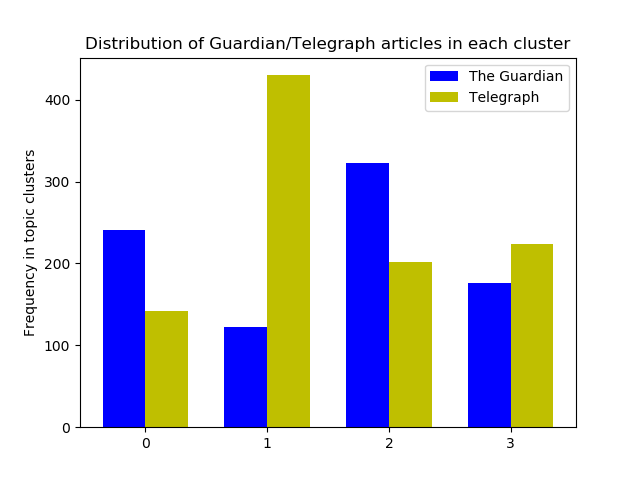 Distribution of Guardian/Telegraph articles in each cluster
The Guardian
Telegraph
Frequency in topic clusters
400
300
200
100
0
0 1 2 3